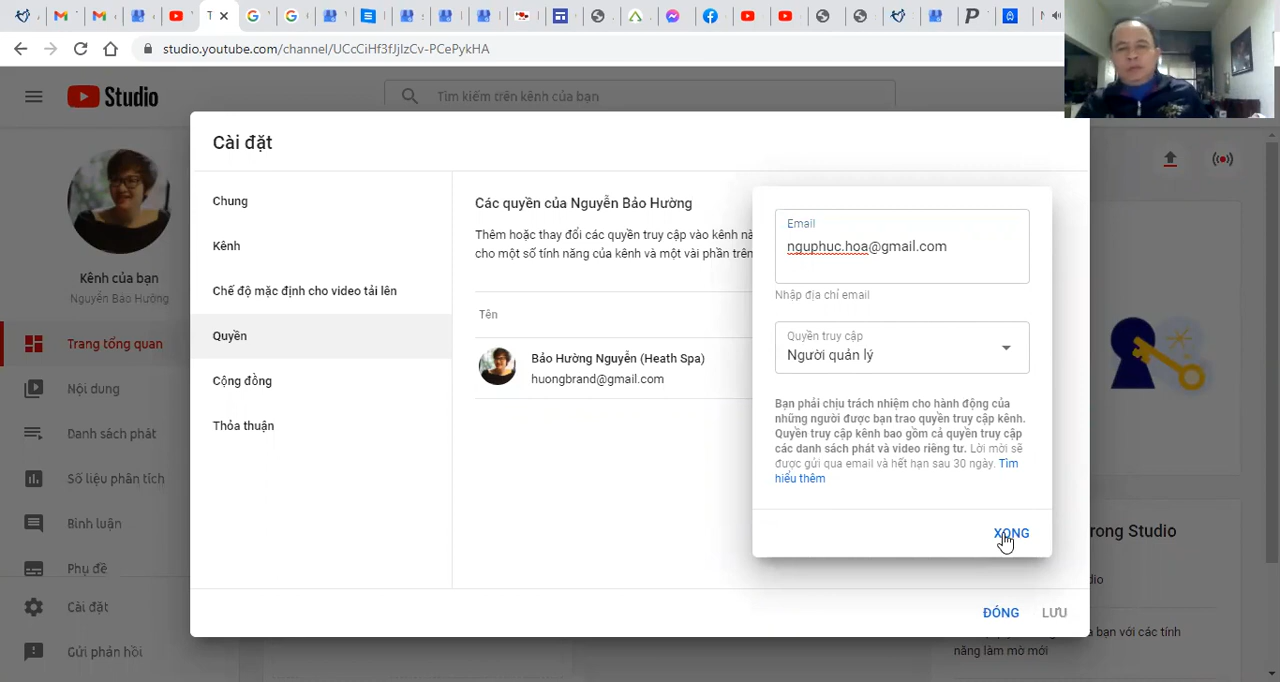 studio.youtube.com/channel/UCcCiHf3fJjIzCv-PCePykHA
Studio
Tìm kiếm trên kênh của bạn
Kênh của bạn
Nguyễn Bảo Hường
Trang tổng quan
Nội dung
Danh sách phát
Số liệu phân tích
Bình luận
Phụ đề
Cài đặt
Gửi phản hồi
Cài đặt
Chung
Kênh
Chế độ mặc định cho video tải lên
Quyền
Cộng đồng
Thỏa thuận
Các quyền của Nguyễn Bảo Hường
Thêm hoặc thay đổi các quyền truy cập vào kênh
cho một số tính năng của kênh và một vài phần trên
Tên
Bảo Hường Nguyễn (Heath Spa)
huongbrand@gmail.com
Email
nguphuc.hoa@gmail.com
Nhập địa chỉ email
Quyền truy cập
Người quản lý
Bạn phải chịu trách nhiệm cho hành động của
những người được bạn trao quyền truy cập kênh.
Quyền truy cập kênh bao gồm cả quyền truy cập
các danh sách phát và video riêng tư. Lời mời sẽ
được gửi qua email và hết hạn sau 30 ngày. Tìm
hiểu thêm
XONG
ĐÓNG
LƯU
rong Studio
bạn với các tính
năng làm mờ mới